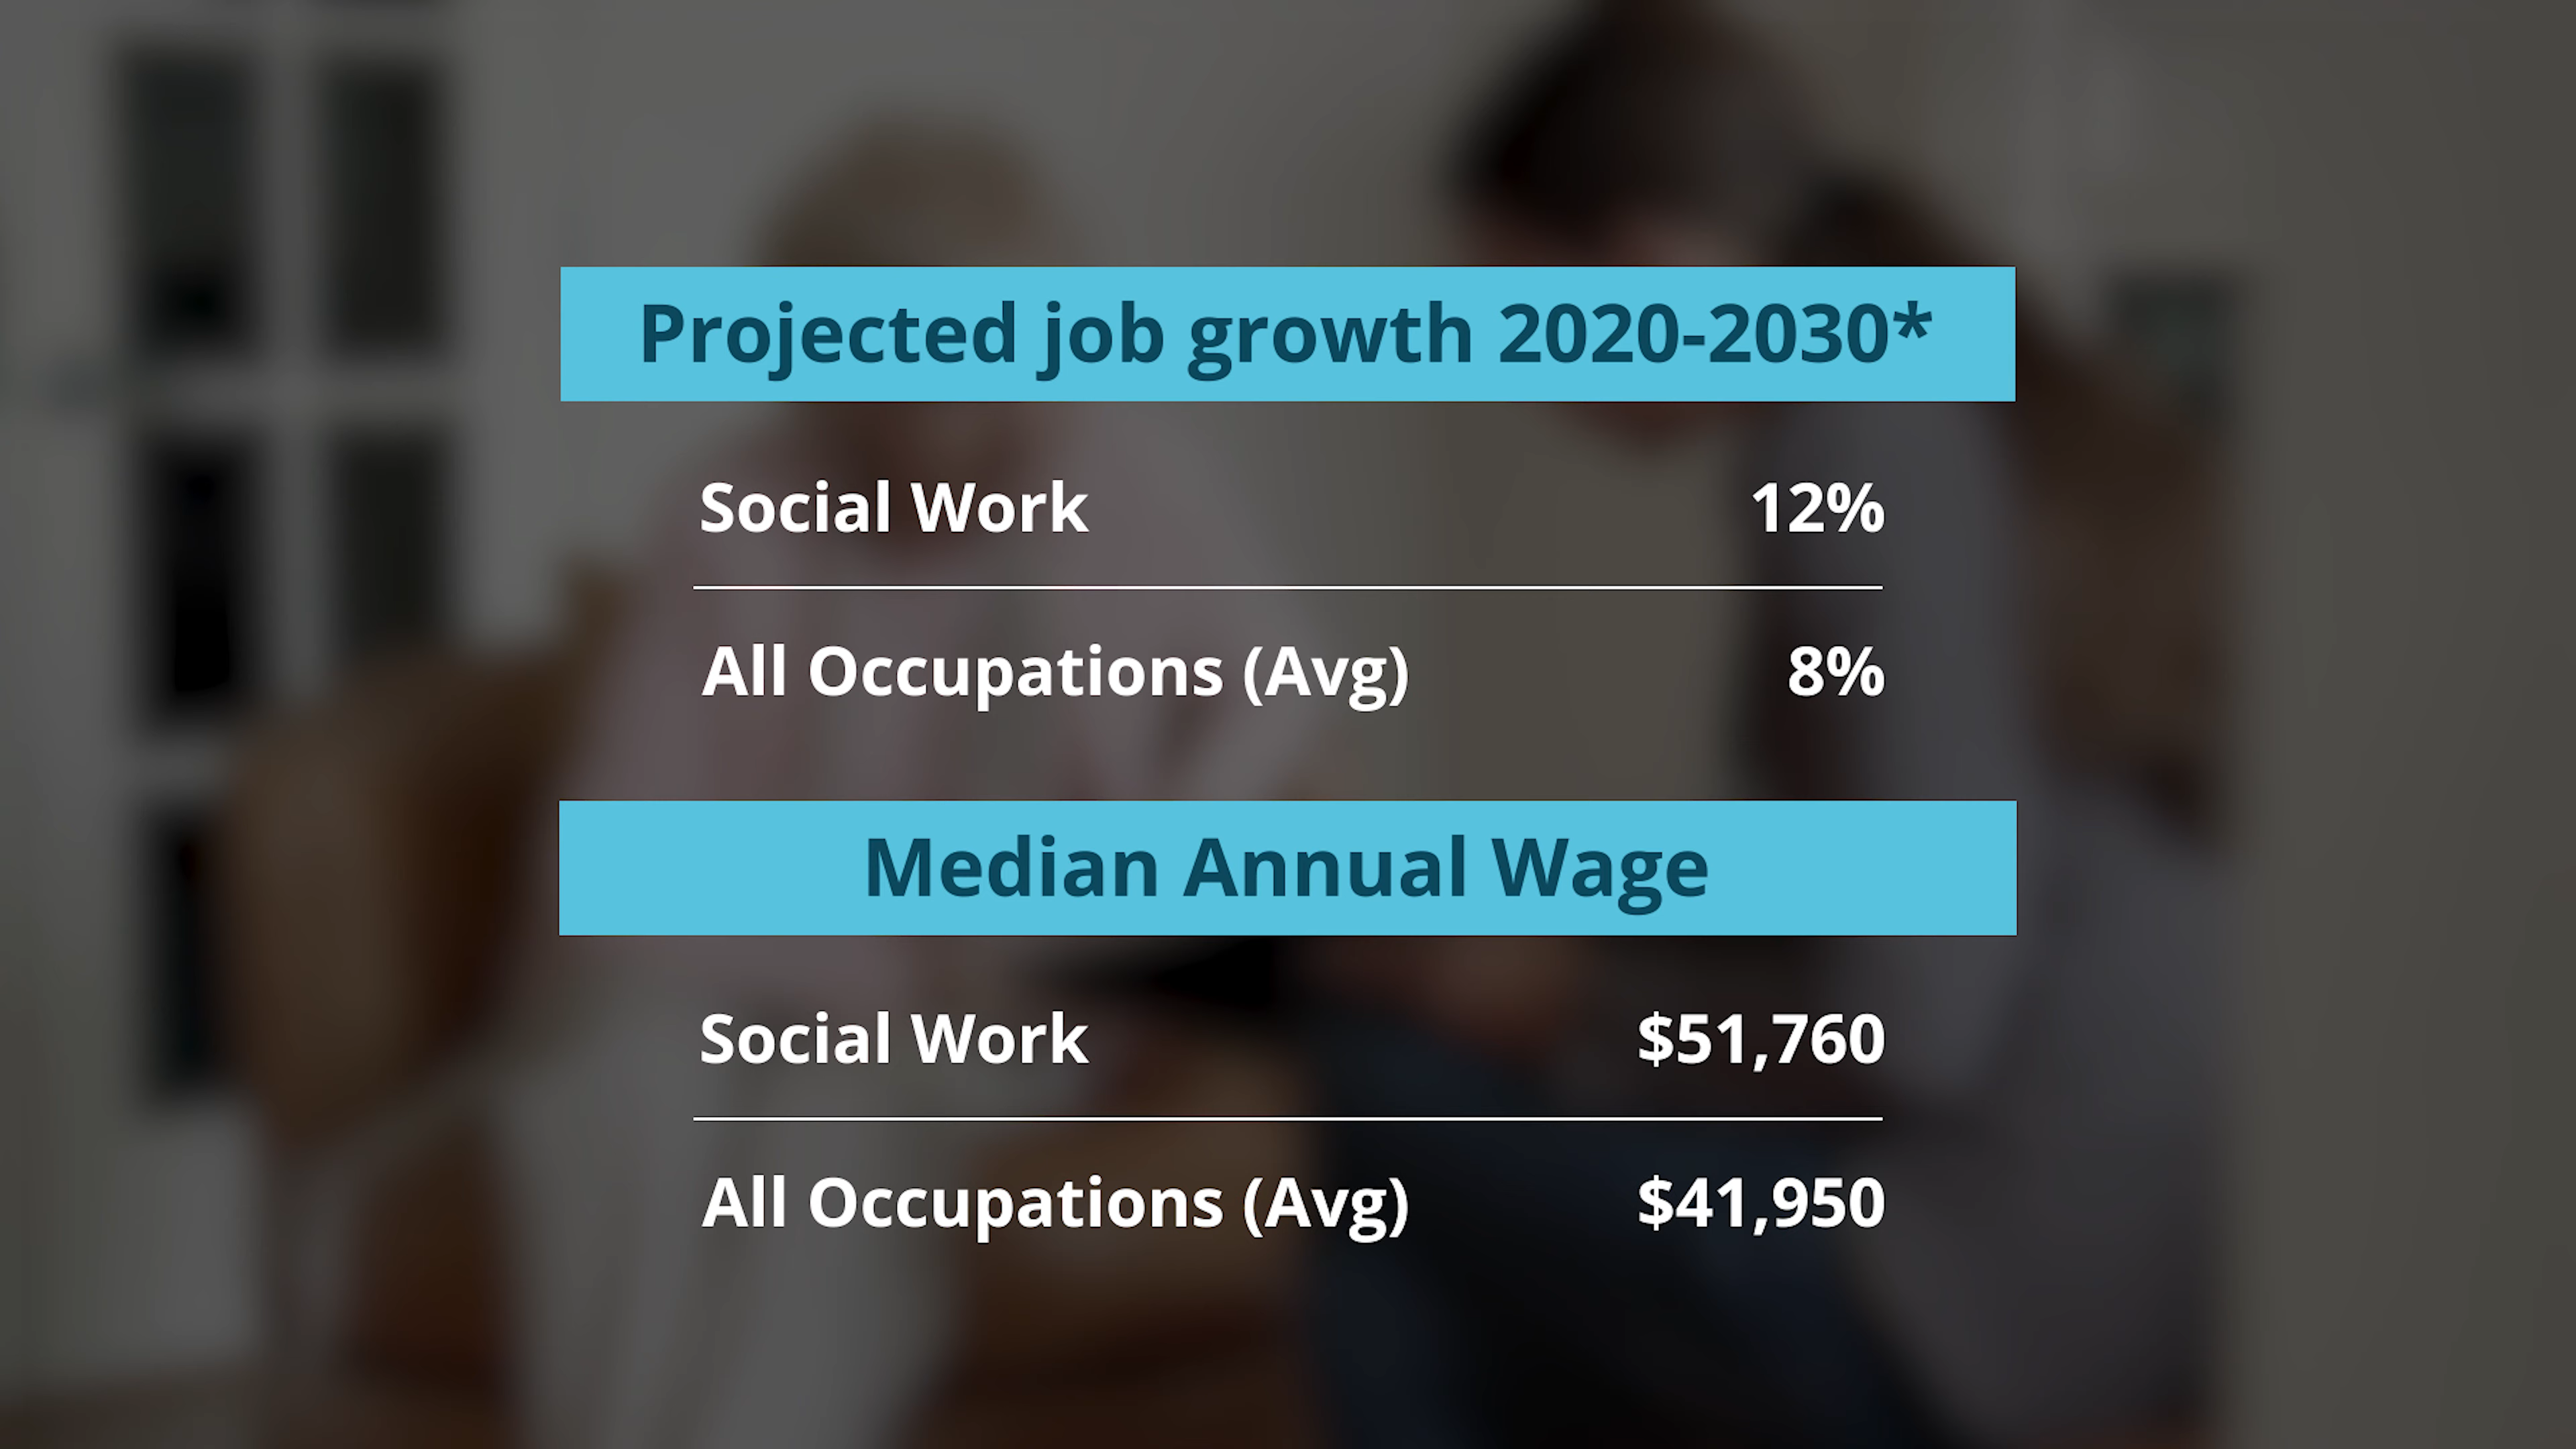 Projected job growth 2020-2030*
Social Work 12%
All Occupations (Avg) 8%
Median Annual Wage
Social Work $51,760
All Occupations (Avg) $41,950